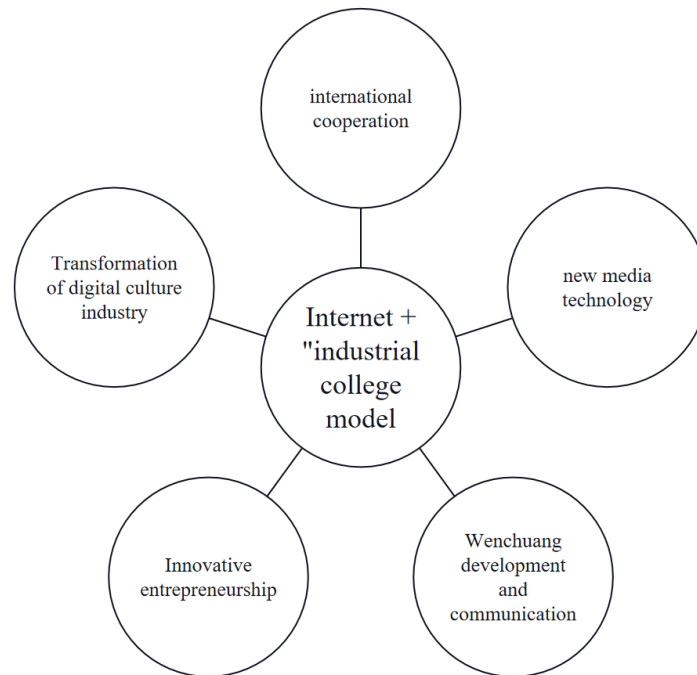 international
cooperation
Transformation
of digital culture
industry
new media
technology
Internet +
"industrial
college
model
Innovative
entrepreneurship
Wenchuang
development
and
communication